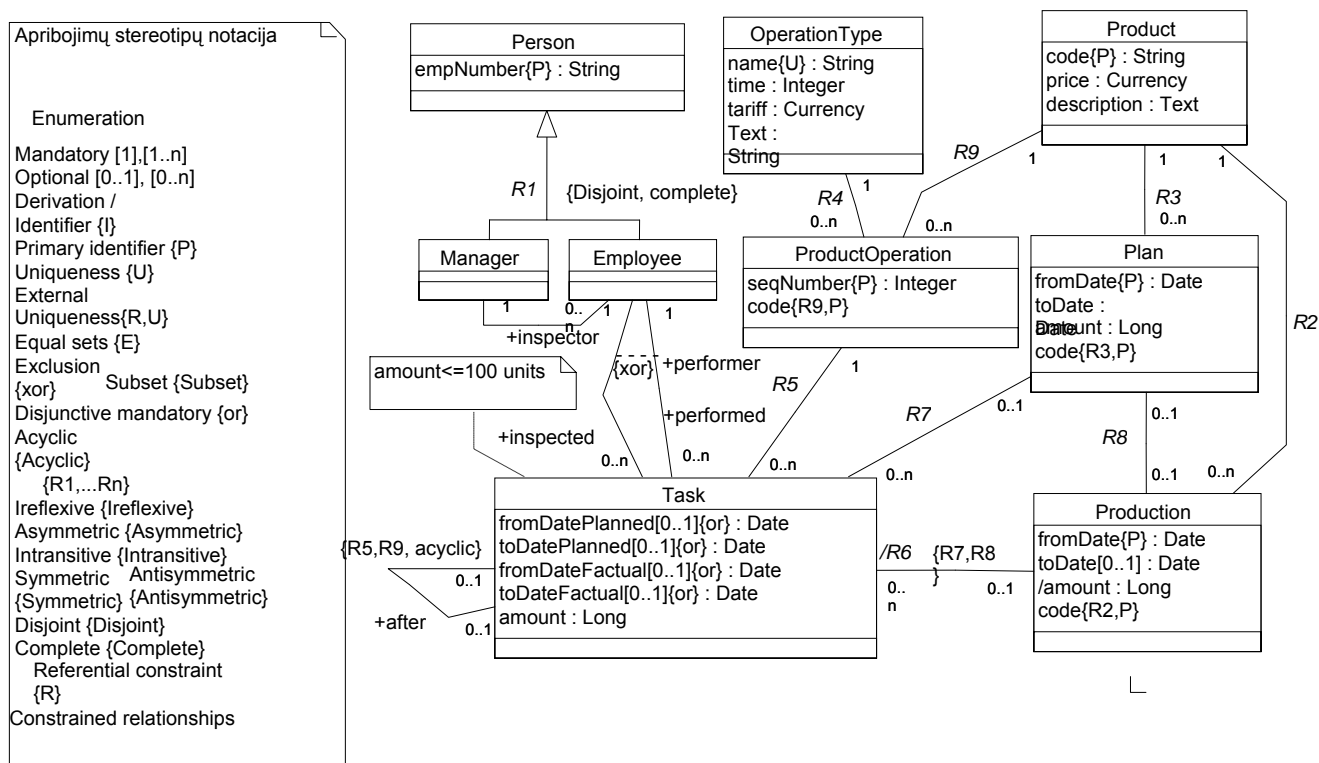 Apribojimų stereotipų notacija
Enumeration
Mandatory [1],[1..n]
Optional [0..1], [0..n]
Derivation /
Identifier {I}
Primary identifier {P}
Uniqueness {U}
External
Uniqueness{R,U}
Equal sets {E}
Exclusion
{xor} Subset {Subset}
Disjunctive mandatory {or}
Acyclic
{Acyclic}
{R1,...Rn}
Ireflexive {Ireflexive}
Asymmetric {Asymmetric}
Intransitive {Intransitive}
Symmetric Antisymmetric
{Symmetric} {Antisymmetric}
Disjoint {Disjoint}
Complete {Complete}
Referential constraint
{R}
Constrained relationships
Person
empNumber{P} : String
R1
{Disjoint, complete}
Manager
1
Employee
0..
n
1
1
+inspector
{xor}
+performer
+performed
+inspected
0..n
0..n
amount<=100 units
OperationType
name{U} : String
time : Integer
tariff : Currency
Text :
String
1
R4
0..n
Product
code{P} : String
price : Currency
description : Text
1
1
1
R9
0..n
R3
0..n
R2
0..n
ProductOperation
seqNumber{P} : Integer
code{R9,P}
1
R5
0..n
Plan
fromDate{P} : Date
toDate :
Date
amount : Long
code{R3,P}
0..1
R7
0..n
0..1
R8
0..1
Task
fromDatePlanned[0..1]{or} : Date
toDatePlanned[0..1]{or} : Date
fromDateFactual[0..1]{or} : Date
toDateFactual[0..1]{or} : Date
amount : Long
{R5,R9, acyclic}
0..1
+after
0..1
/R6
{R7,R8
}
0..
n
0..1
Production
fromDate{P} : Date
toDate[0..1] : Date
/amount : Long
code{R2,P}